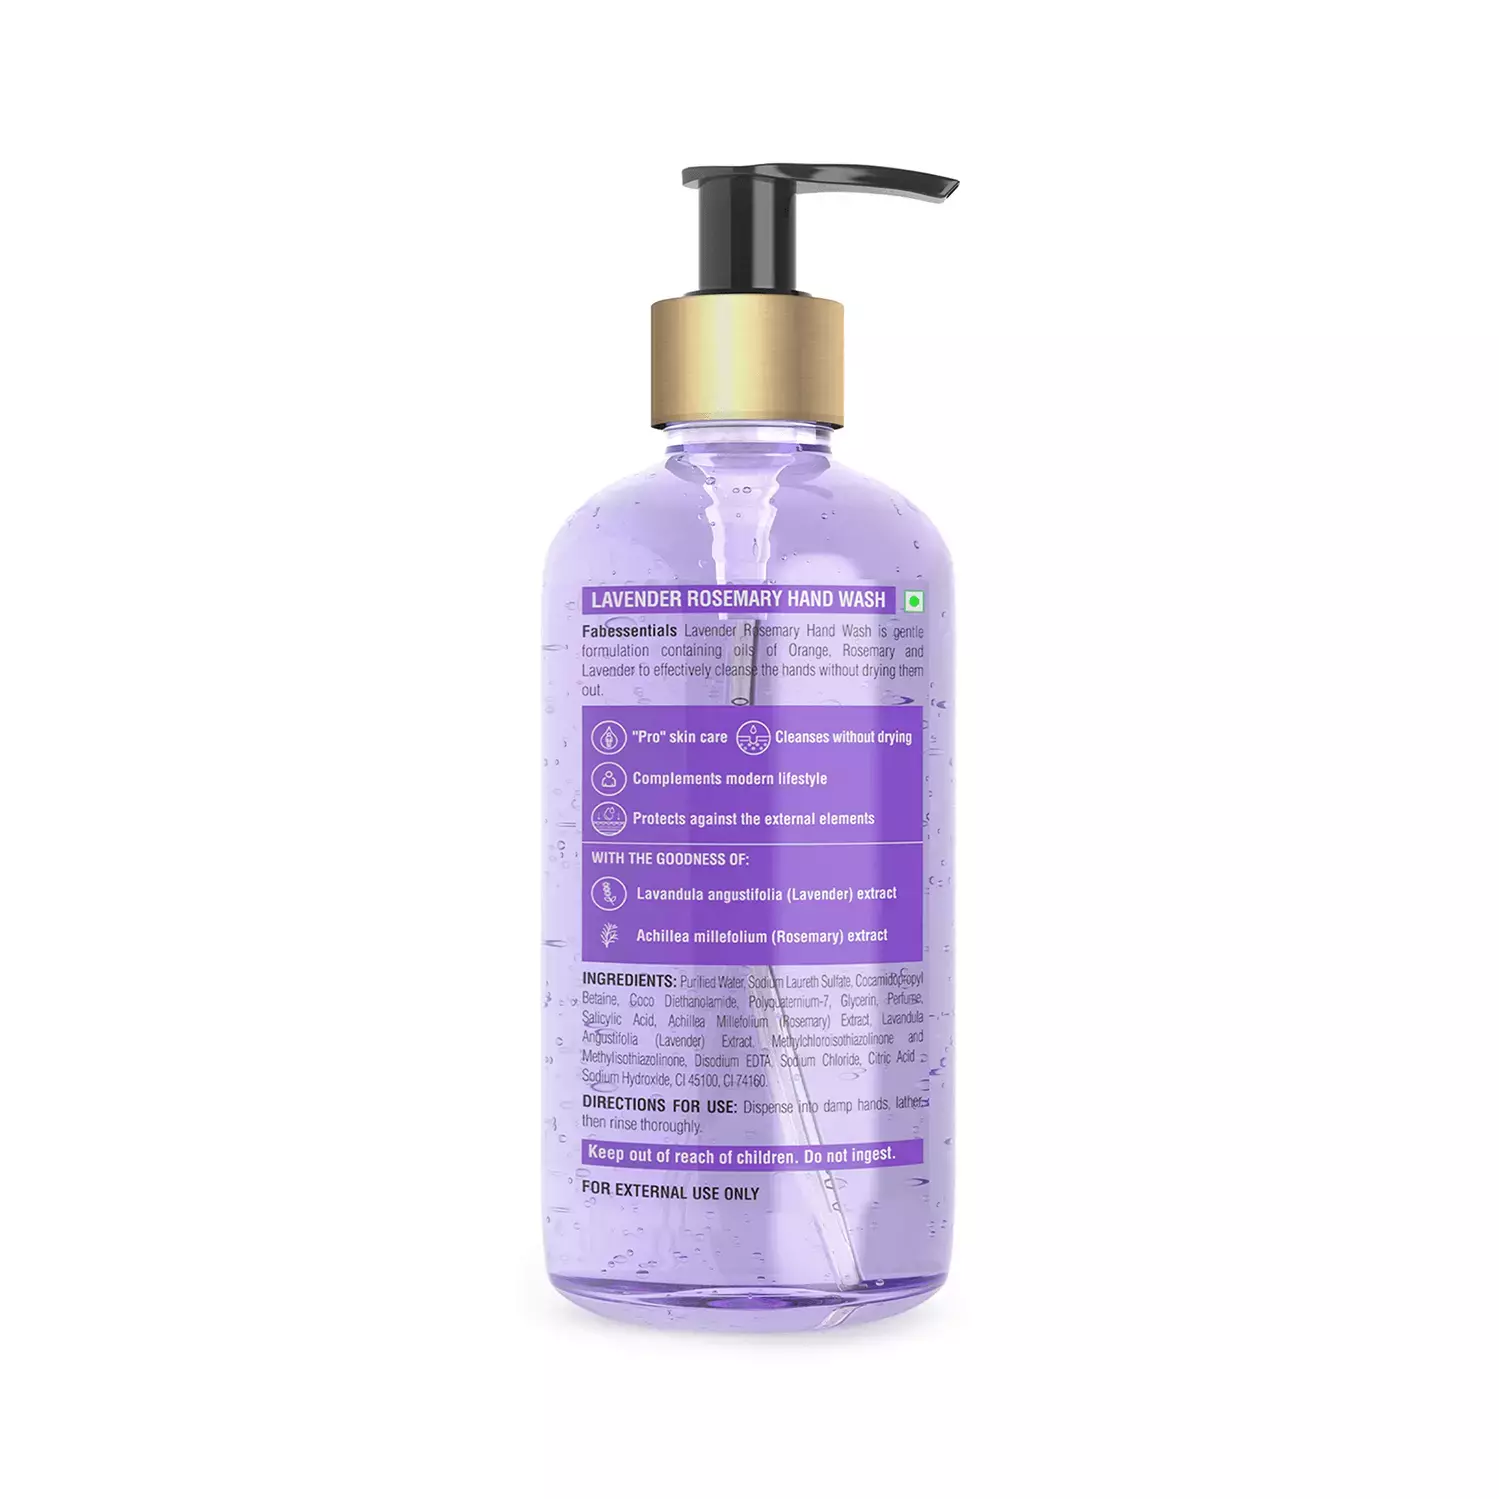 LAVENDER ROSEMARY HAND WASH
Fabessentials Lavender Rosemary Hand Wash is gentle
formulation containing oils of Orange, Rosemary and
Lavender to effectively cleanse the hands without drying them
out.
"Pro" skin care Cleanses without drying
Complements modern lifestyle
Protects against the external elements
WITH THE GOODNESS OF:
Lavandula angustifolia (Lavender) extract
Achillea millefolium (Rosemary) extract
INGREDIENTS: Purified Water, Sodium Laureth Sulfate, Cocamidopropyl
Betaine, Coco Diethanolamide, Polyquaternium-7, Glycerin, Perfume,
Salicylic Acid, Achillea Millefolium (Rosemary) Extract, Lavandula
Angustifolia (Lavender) Extract, Methylchloroisothiazolinone and
Methylisothiazolinone, Disodium EDTA, Sodium Chloride, Citric Acid
Sodium Hydroxide, CI 45100, CI 74160.
DIRECTIONS FOR USE: Dispense into damp hands, lather
then rinse thoroughly.
Keep out of reach of children. Do not ingest.
FOR EXTERNAL USE ONLY